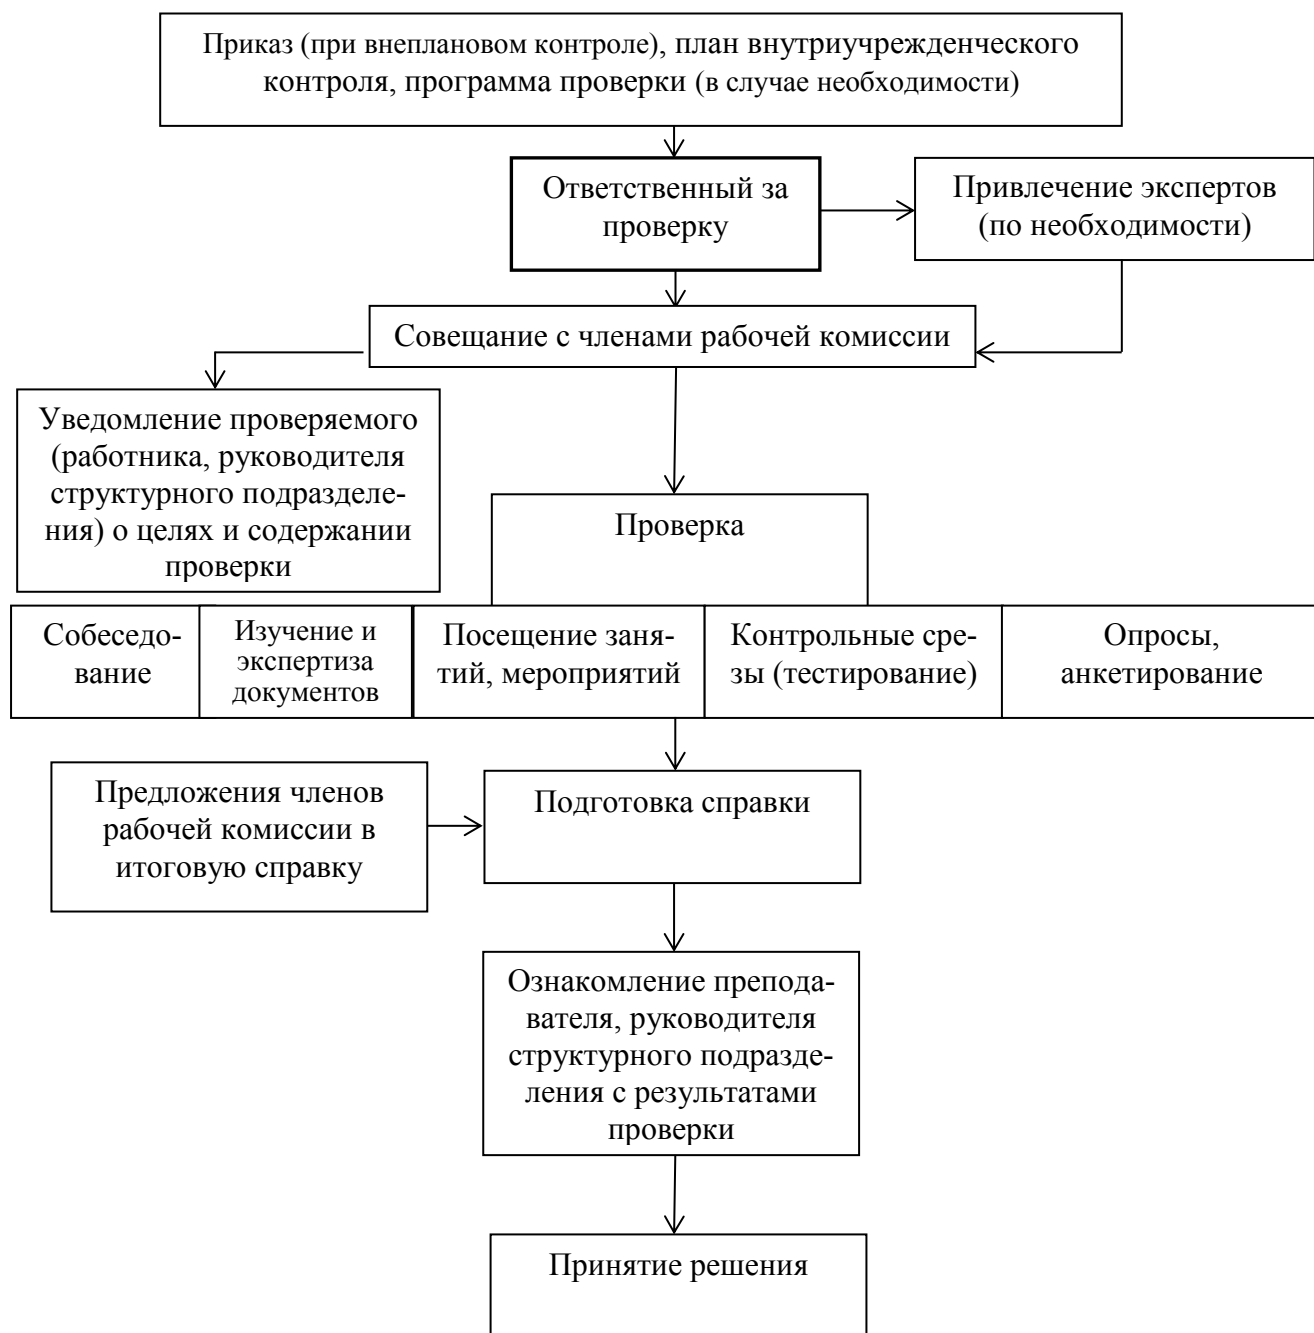 Приказ (при внеплановом контроле), план внутриучрежденческого
контроля, программа проверки (в случае необходимости)
Ответственный за
проверку
Привлечение экспертов
(по необходимости)
Совещание с членами рабочей комиссии
Уведомление проверяемого
(работника, руководителя
структурного подразделе-
ния) о целях и содержании
проверки
Проверка
Собеседо-
вание
Изучение и
экспертиза
документов
Посещение заня-
тий, мероприятий
Контрольные сре-
зы (тестирование)
Опросы,
анкетирование
Предложения членов
рабочей комиссии в
итоговую справку
Подготовка справки
Ознакомление препода-
вателя, руководителя
структурного подразде-
ления с результатами
проверки
Принятие решения